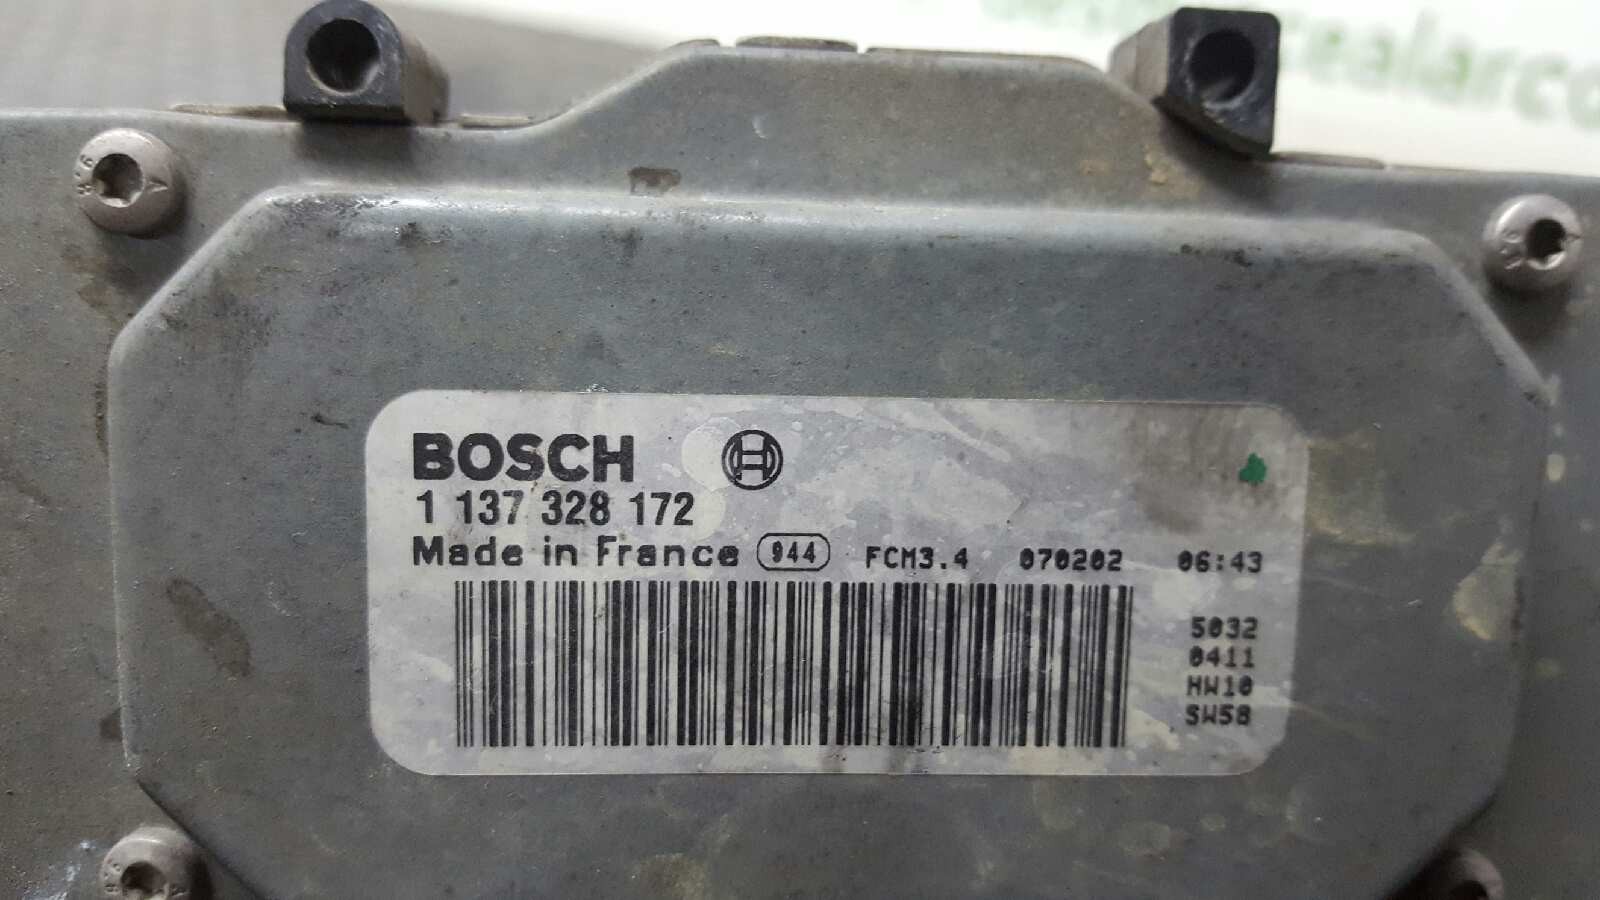 BOSCH
1 137 328 172
Made in France 944 FCM3.4 070202 06:43
5032
0411
HW10
SW58